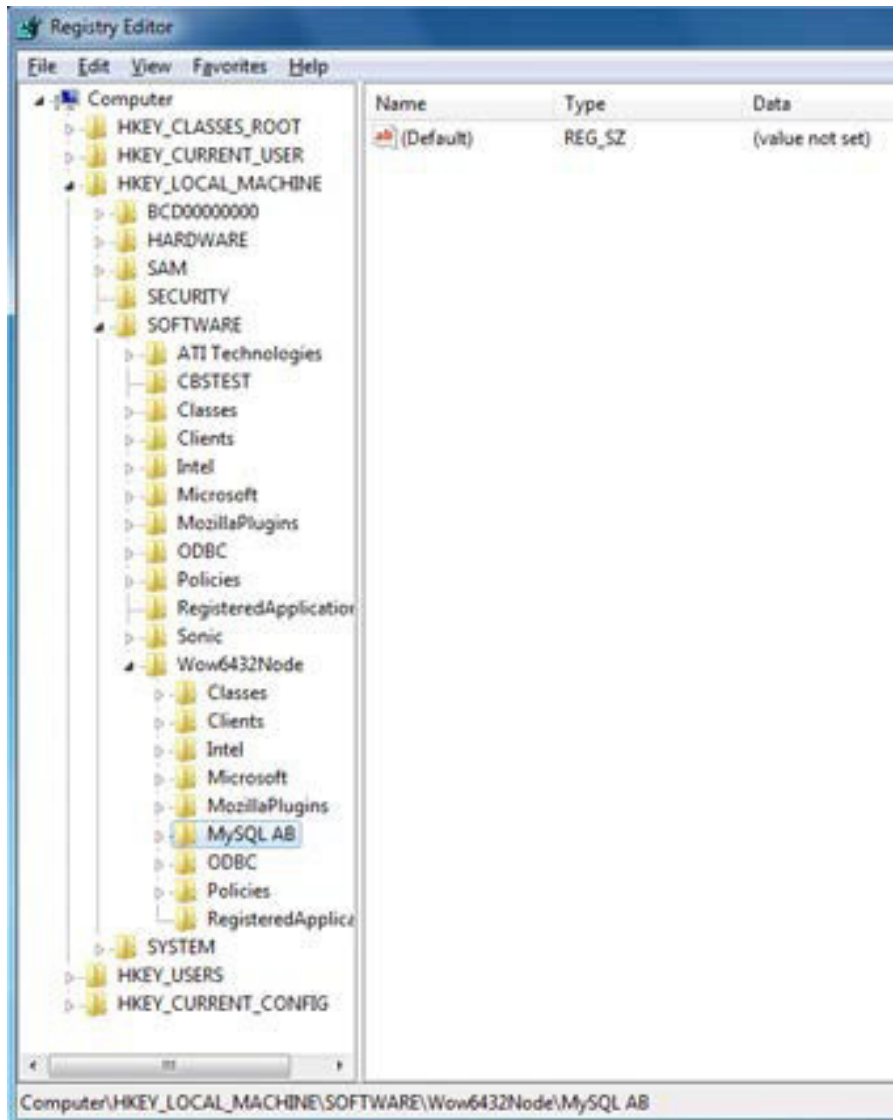 Registry Editor
File Edit View Favorites Help
Computer
HKEY_CLASSES_ROOT
HKEY_CURRENT_USER
HKEY_LOCAL_MACHINE
BCD00000000
HARDWARE
SAM
SECURITY
SOFTWARE
ATI Technologies
CBSTEST
Classes
Clients
Intel
Microsoft
MozillaPlugins
ODBC
Policies
RegisteredApplication
Sonic
Wow6432Node
Classes
Clients
Intel
Microsoft
MozillaPlugins
MySQL AB
ODBC
Policies
RegisteredApplica
SYSTEM
HKEY_USERS
HKEY_CURRENT_CONFIG
Name Type Data
ab (Default) REG_SZ (value not set)
Computer\HKEY_LOCAL_MACHINE\SOFTWARE\Wow6432Node\MySQL AB